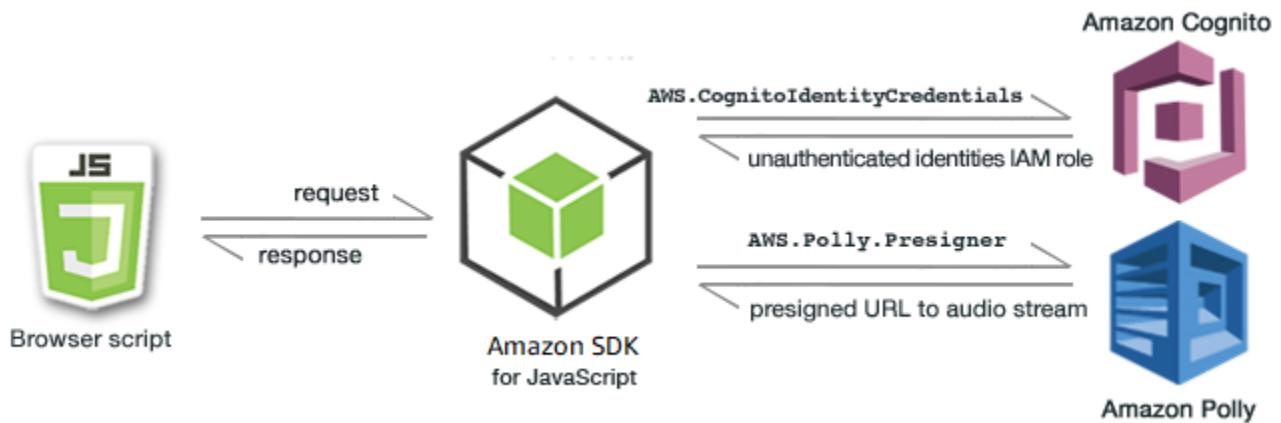 Amazon Cognito
AWS.CognitoIdentityCredentials
unauthenticated identities IAM role
JS
request
response
AWS.Polly.Presigner
presigned URL to audio stream
Browser script
Amazon SDK
for JavaScript
Amazon Polly